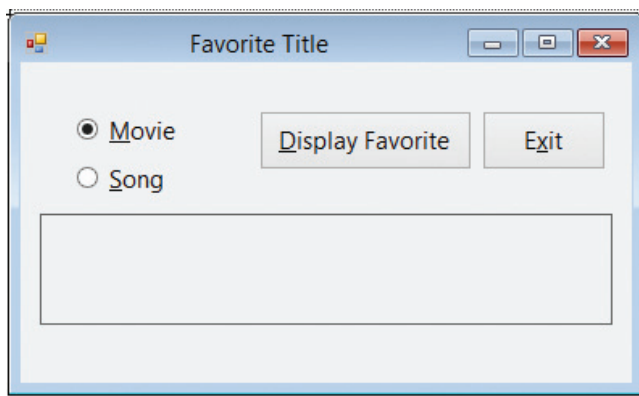 Favorite Title
Movie
Display Favorite
Exit
Song